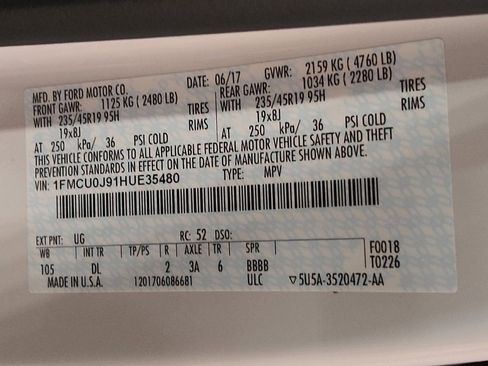 MFD. BY FORD MOTOR CO. DATE: 06/17 GVWR: 2159 KG ( 4760 LB)
FRONT GAWR: 1125 KG ( 2480 LB) REAR GAWR: 1034 KG ( 2280 LB)
WITH 235/45R19 95H TIRES WITH 235/45R19 95H TIRES
19x8J RIMS 19x8J RIMS
AT 250 kPa/ 36 PSI COLD AT 250 kPa/ 36 PSI COLD
THIS VEHICLE CONFORMS TO ALL APPLICABLE FEDERAL MOTOR VEHICLE SAFETY AND THEFT
PREVENTION STANDARDS IN EFFECT ON THE DATE OF MANUFACTURE SHOWN ABOVE.
VIN: 1FMCU0J91HUE35480 TYPE: MPV
EXT PNT: UG RC: 52 DSO: F0018
WB INT TR TP/PS R AXLE TR SPR T0226
105 DL 2 3A 6 BBBB
MADE IN U.S.A. 1201706086681 ULC ▽5U5A-3520472-AA